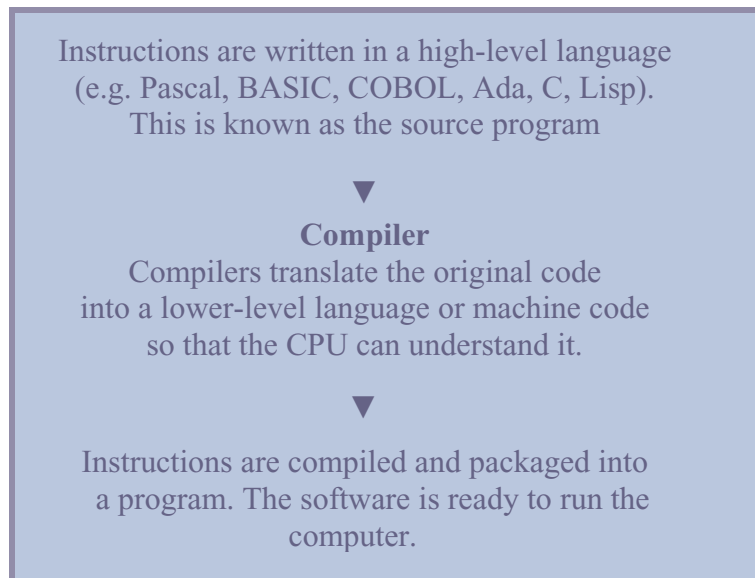 Instructions are written in a high-level language
(e.g. Pascal, BASIC, COBOL, Ada, C, Lisp).
This is known as the source program
▼
Compiler
Compilers translate the original code
into a lower-level language or machine code
so that the CPU can understand it.
▼
Instructions are compiled and packaged into
a program. The software is ready to run the
computer.